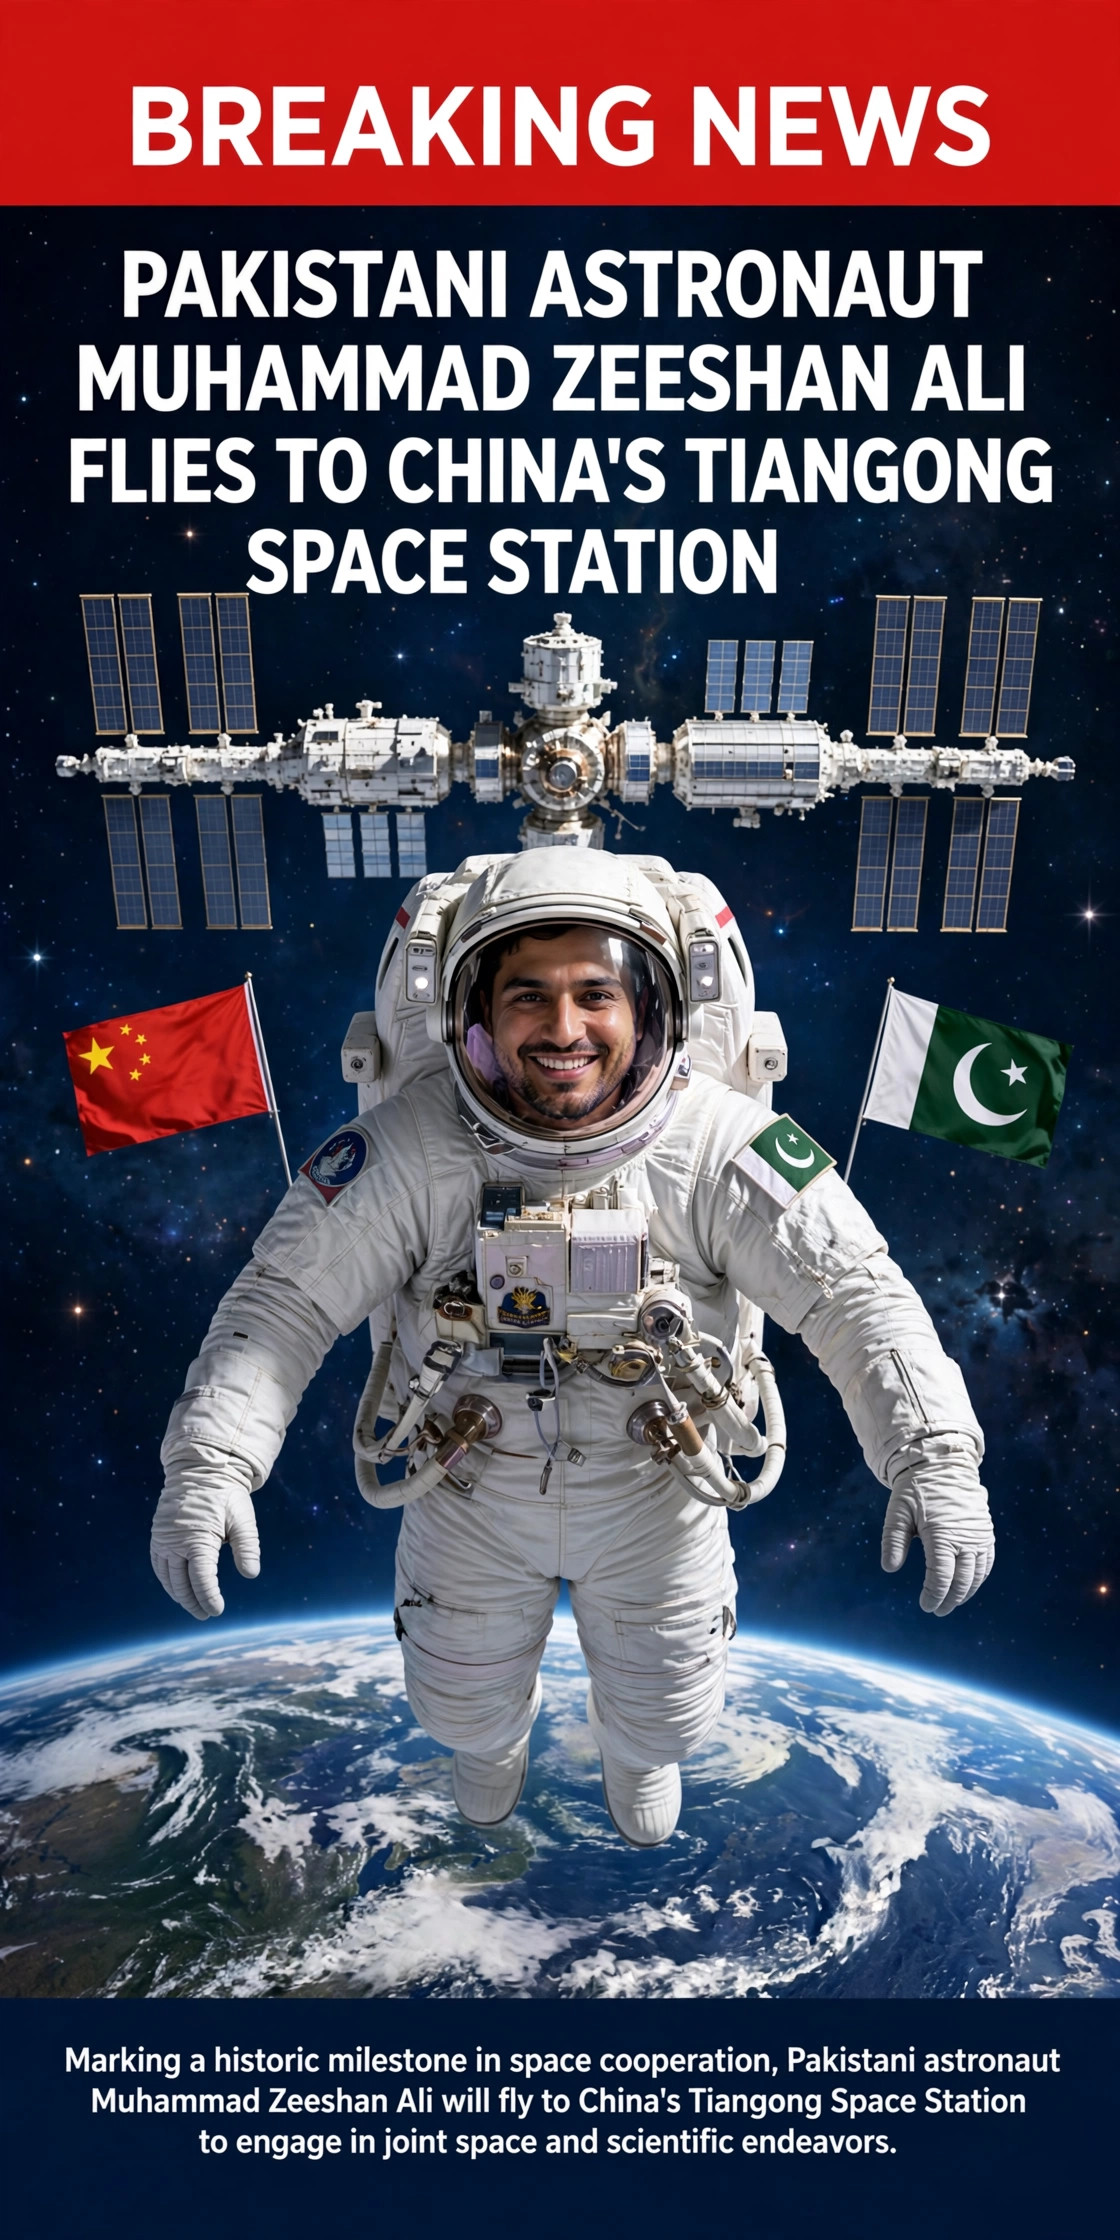 BREAKING NEWS
PAKISTANI ASTRONAUT
MUHAMMAD ZEESHAN ALI
FLIES TO CHINA'S TIANGONG
SPACE STATION
Marking a historic milestone in space cooperation, Pakistani astronaut
Muhammad Zeeshan Ali will fly to China's Tiangong Space Station
to engage in joint space and scientific endeavors.